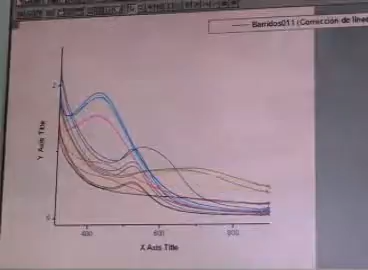 Barridos011 (Corrección de líne
Y Axis Title
2
0
400
600
800
X Axis Title